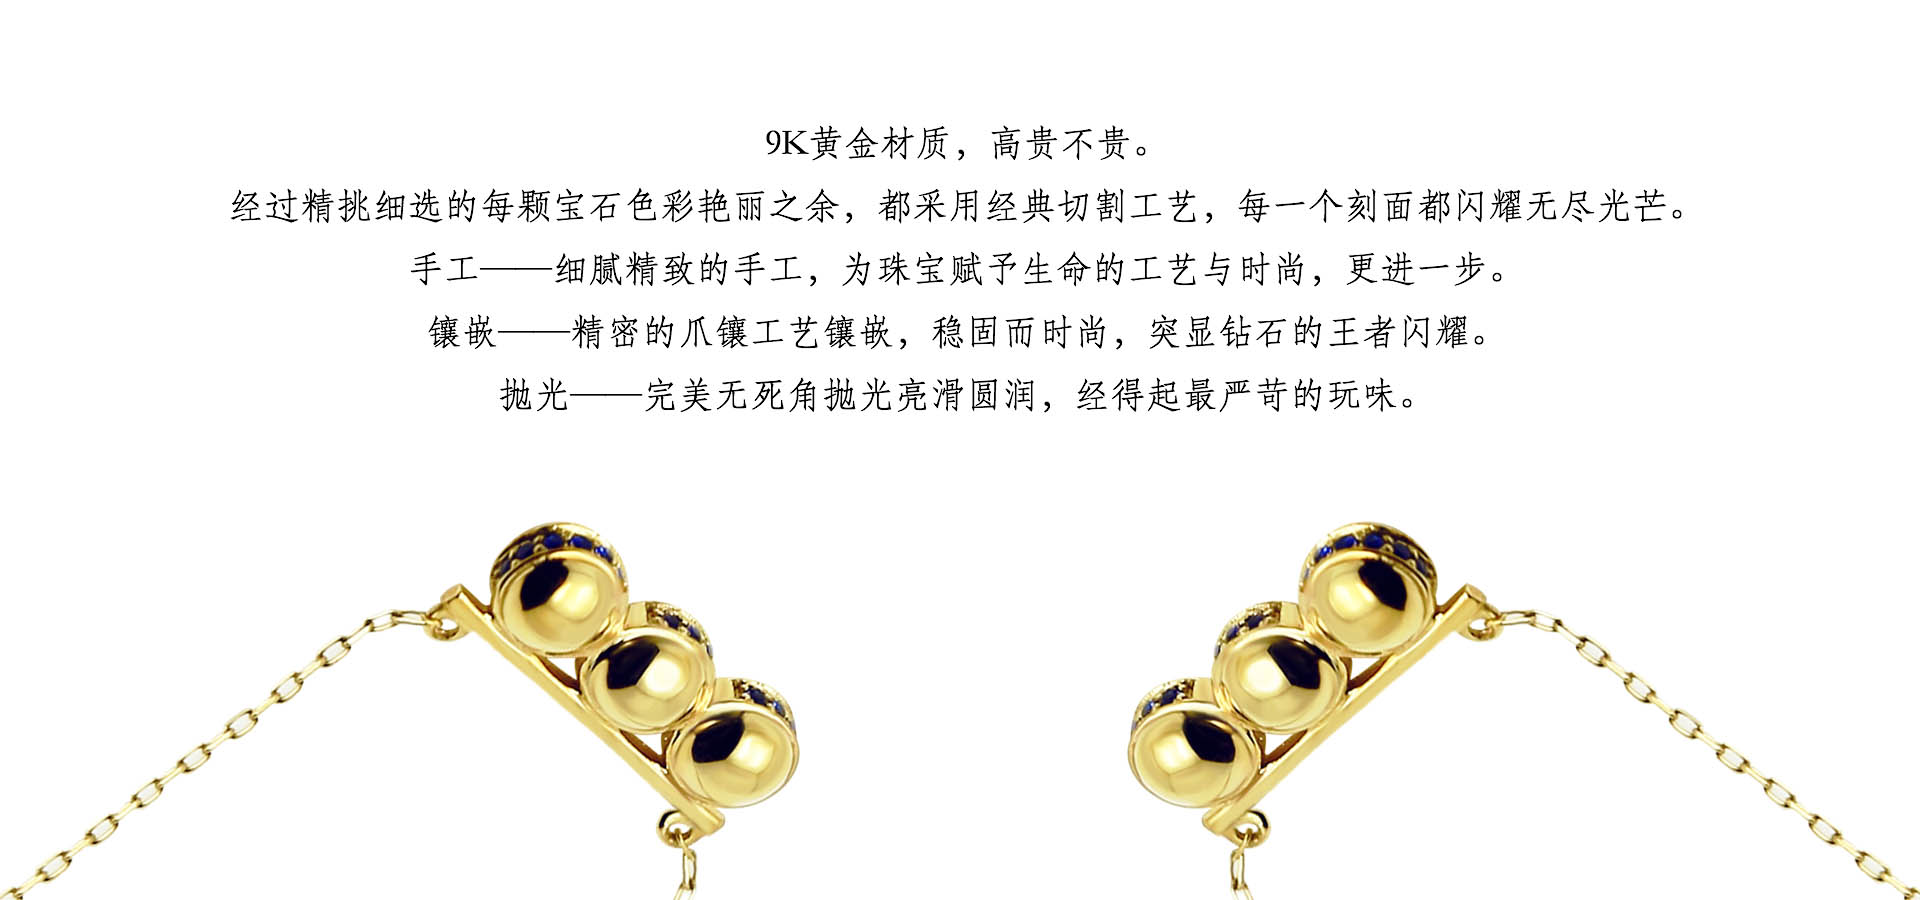 9K黄金材质，高贵不贵。
经过精挑细选的每颗宝石色彩艳丽之余，都采用经典切割工艺，每一个刻面都闪耀无尽光芒。
手工——细腻精致的手工，为珠宝赋予生命的工艺与时尚，更进一步。
镶嵌——精密的爪镶工艺镶嵌，稳固而时尚，突显钻石的王者闪耀。
抛光——完美无死角抛光亮滑圆润，经得起最严苛的玩味。